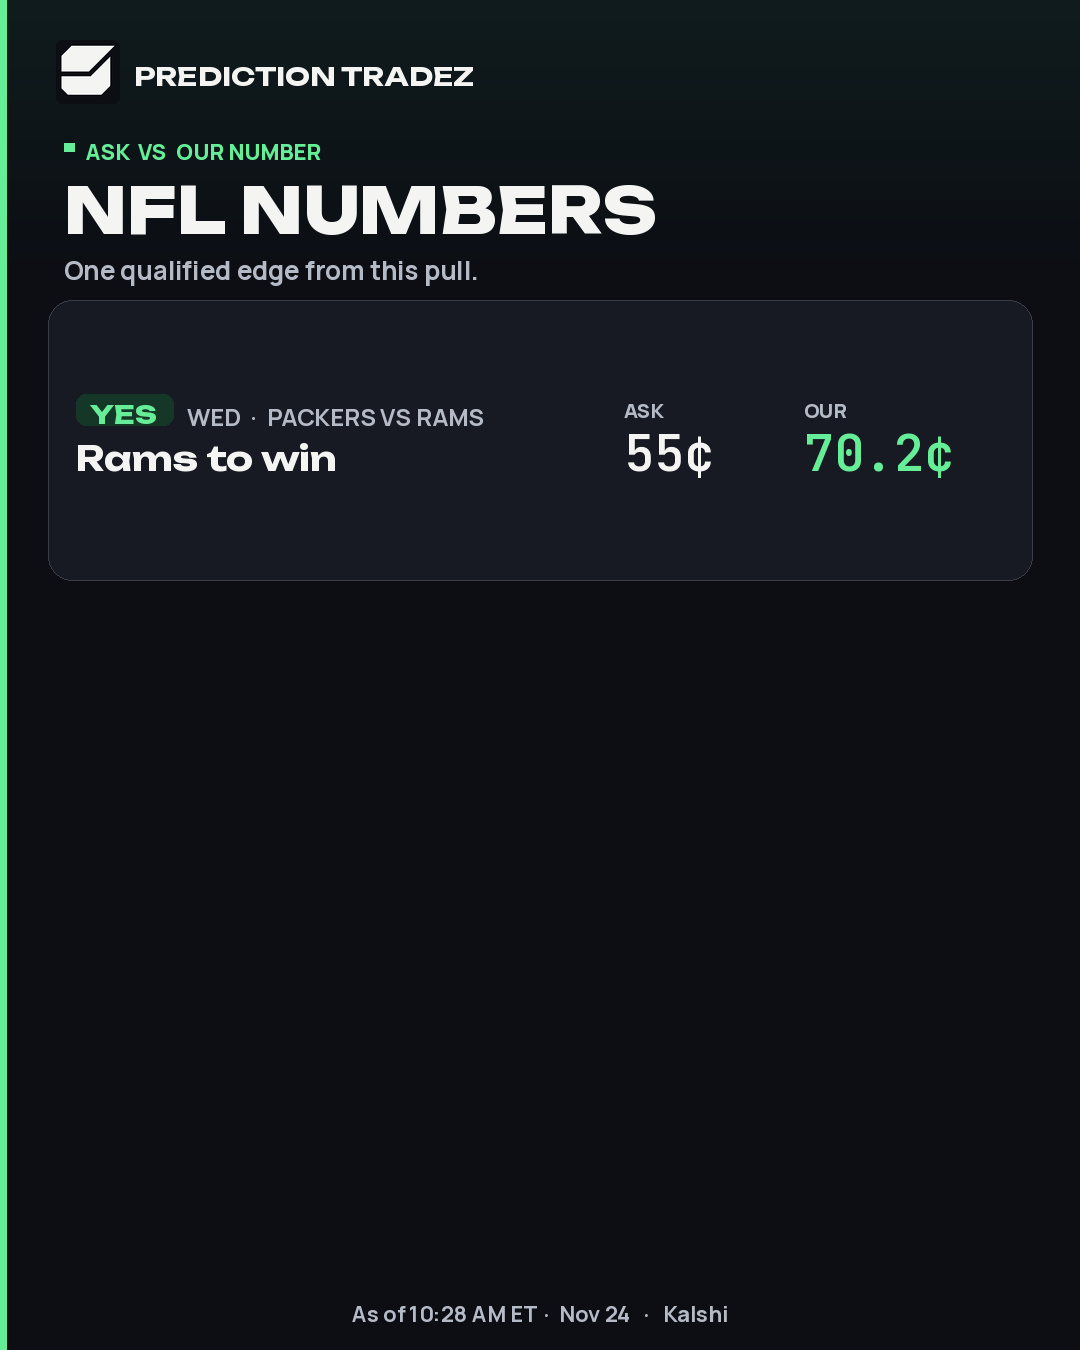 PREDICTION TRADEZ
ASK VS OUR NUMBER
NFL NUMBERS
One qualified edge from this pull.
YES WED · PACKERS VS RAMS
Rams to win
ASK
55¢
OUR
70.2¢
As of 10:28 AM ET · Nov 24 · Kalshi